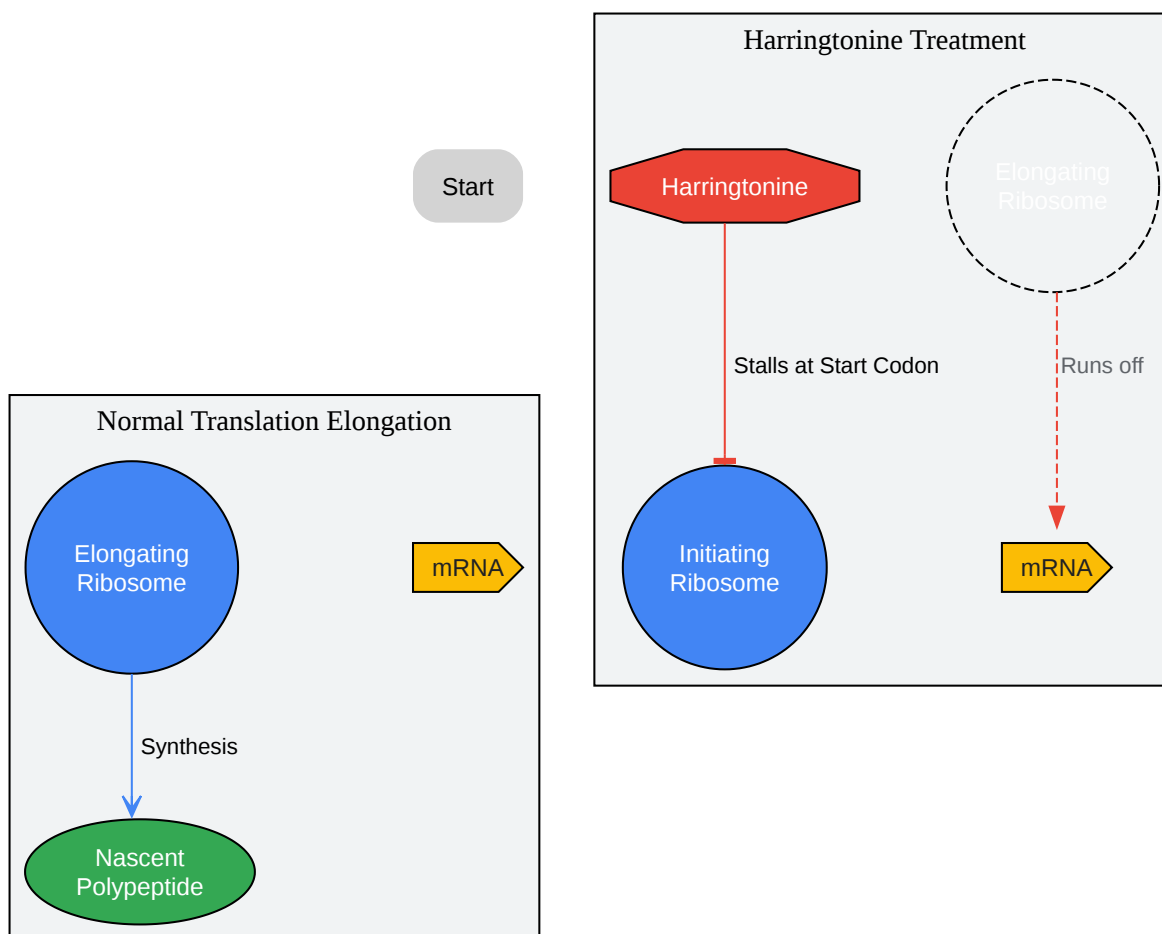 Harringtonine Treatment
Start
Harringtonine
Elongating
Ribosome
Stalls at Start Codon
Runs off
Initiating
Ribosome
mRNA
Normal Translation Elongation
Elongating
Ribosome
mRNA
Synthesis
Nascent
Polypeptide